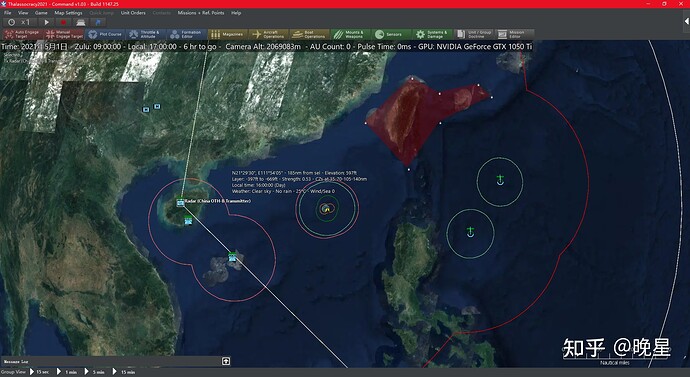 Thalassocracy2021 - Command v1.03 - Build 1147.25
File View Game Map Settings Quick Jump Unit Orders Contacts Missions + Ref. Points Help
Auto Engage Target Manual Engage Target Plot Course Throttle & Altitude Formation Editor Magazines Aircraft Operations Boat Operations Mounts & Weapons Sensors Systems & Damage Unit / Group Doctrine Mission Editor
Time: 2021年5月1日 - Zulu: 09:00:00 - Local: 17:00:00 - 6 hr to go - Camera Alt: 2069083m - AU Count: 0 - Pulse Time: 0ms - GPU: NVIDIA GeForce GTX 1050 Ti
N21°29'30", E111°54'05" - 185nm from sel - Elevation: 397ft
Layer: -397ft to -669ft - Strength: 0.53 - CZs at 35-70-105-140nm
Local time: 16:00:00 (Day)
Weather: Clear sky - No rain - 25°C - Wind/Sea 0
Radar (China OTH-B Transmitter)
知乎 @晚星
Nautical miles
Message Log
Group View 15 sec 1 min 5 min 15 min